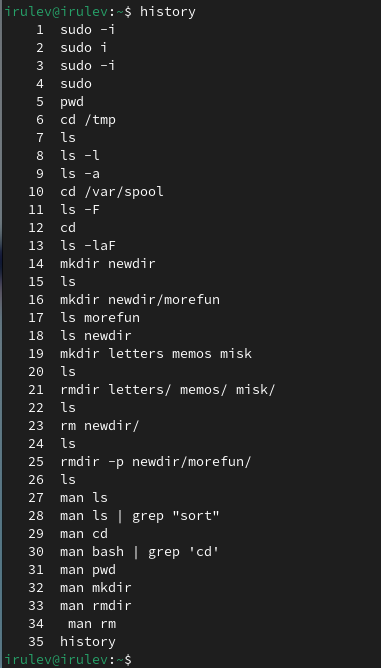 irulev@irulev:~$ history
    1  sudo -i
    2  sudo i
    3  sudo -i
    4  sudo
    5  pwd
    6  cd /tmp
    7  ls
    8  ls -l
    9  ls -a
   10  cd /var/spool
   11  ls -F
   12  cd
   13  ls -laF
   14  mkdir newdir
   15  ls
   16  mkdir newdir/morefun
   17  ls morefun
   18  ls newdir
   19  mkdir letters memos misk
   20  ls
   21  rmdir letters/ memos/ misk/
   22  ls
   23  rm newdir/
   24  ls
   25  rmdir -p newdir/morefun/
   26  ls
   27  man ls
   28  man ls | grep "sort"
   29  man cd
   30  man bash | grep 'cd'
   31  man pwd
   32  man mkdir
   33  man rmdir
   34   man rm
   35  history
irulev@irulev:~$